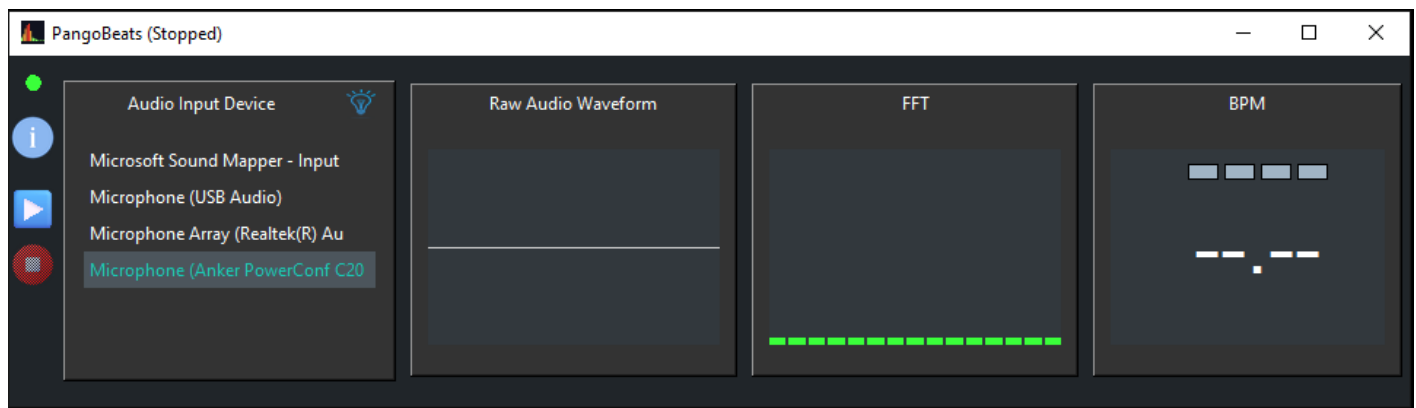 PangoBeats (Stopped)
Audio Input Device
Microsoft Sound Mapper - Input
Microphone (USB Audio)
Microphone Array (Realtek(R) Au
Microphone (Anker PowerConf C20
Raw Audio Waveform
FFT
BPM
--.--